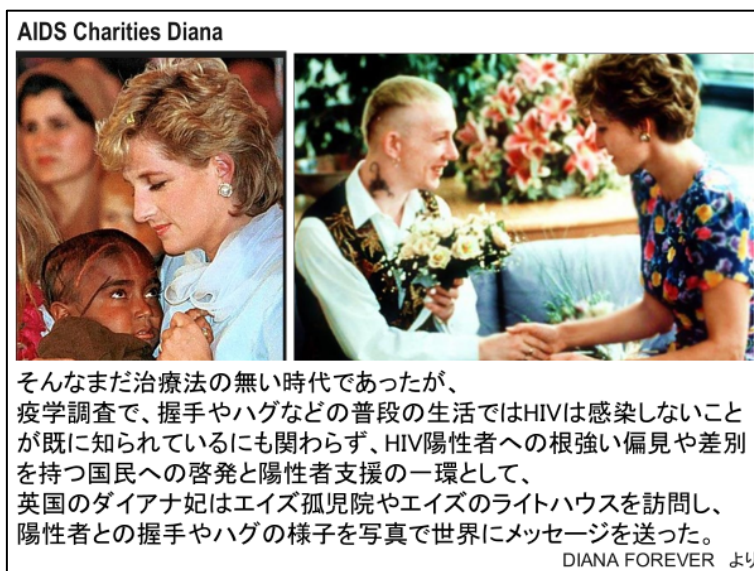 AIDS Charities Diana
そんなまだ治療法の無い時代であったが、
疫学調査で、握手やハグなどの普段の生活ではHIVは感染しないこと
が既に知られているにも関わらず、HIV陽性者への根強い偏見や差別
を持つ国民への啓発と陽性者支援の一環として、
英国のダイアナ妃はエイズ孤児院やエイズのライトハウスを訪問し、
陽性者との握手やハグの様子を写真で世界にメッセージを送った。
DIANA FOREVER より